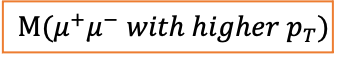 M(μ⁺μ⁻ with higher p_T)